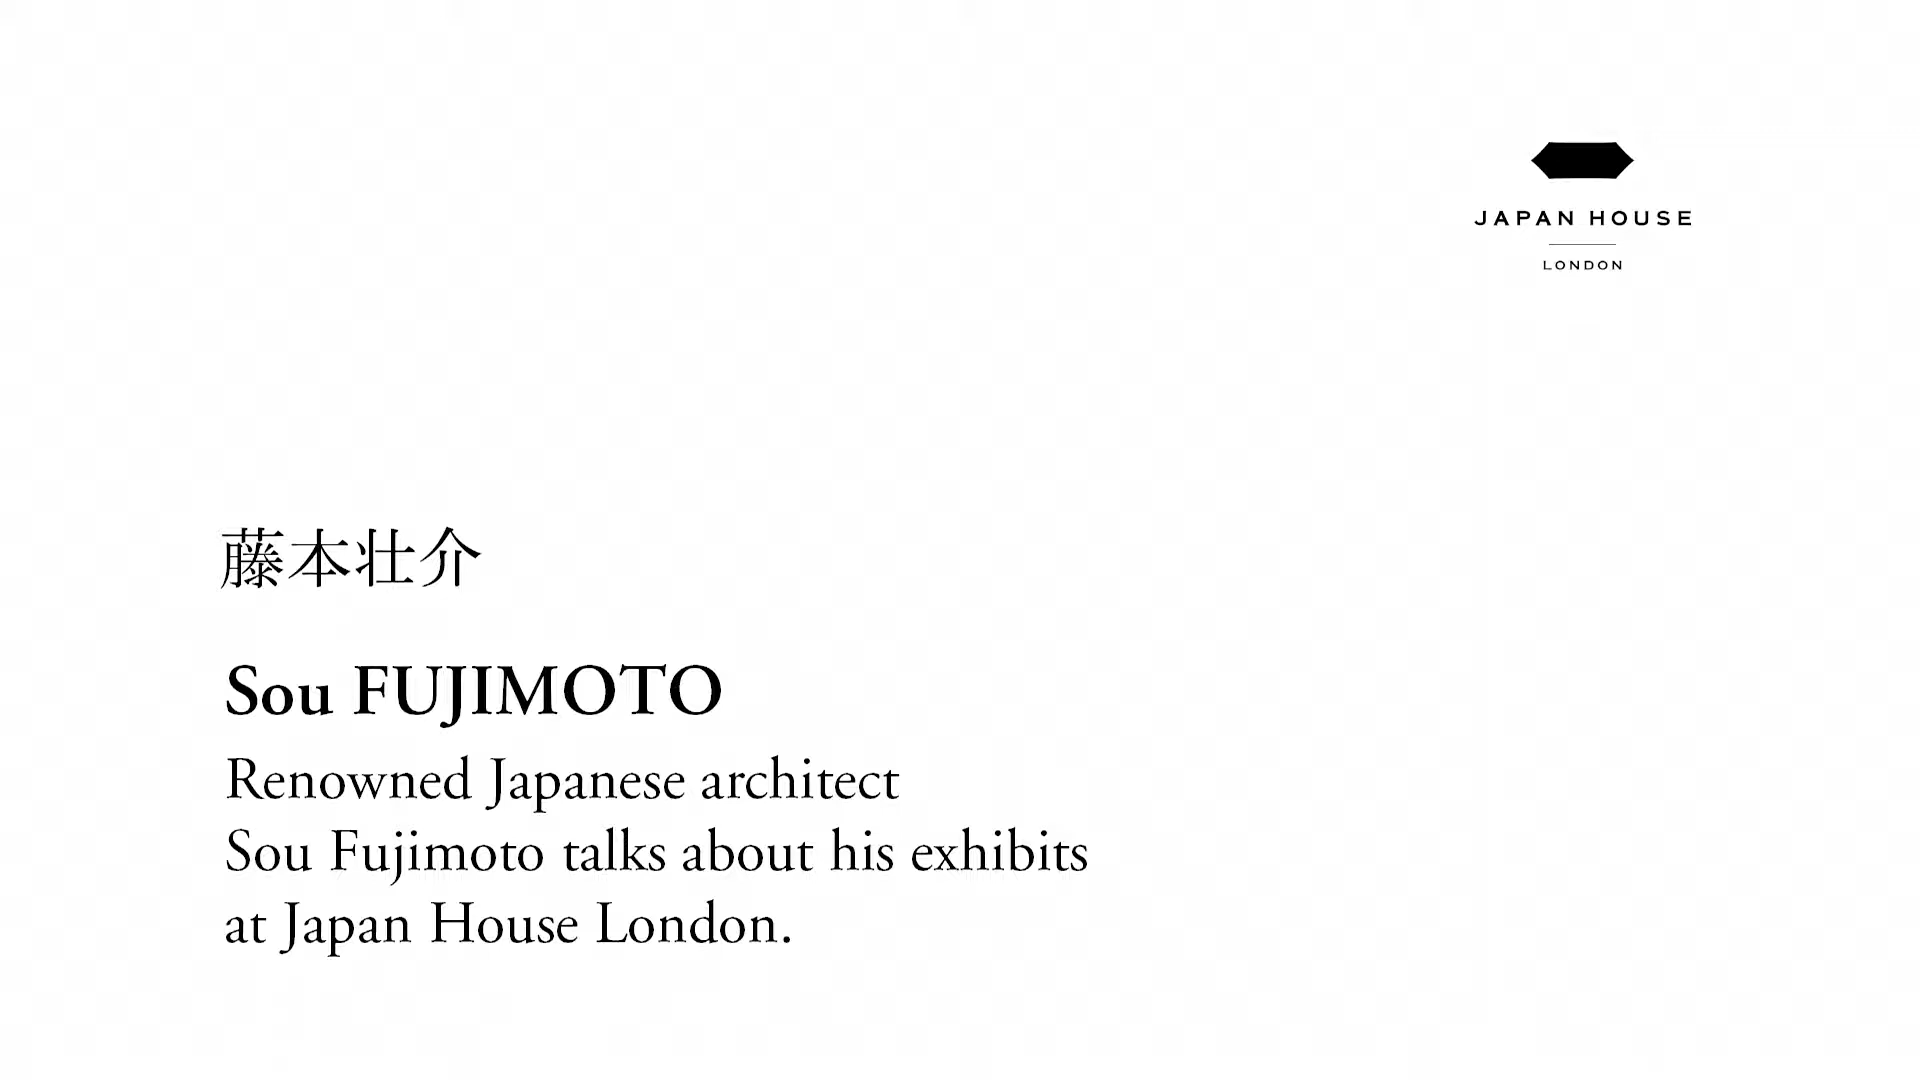 JAPAN HOUSE
LONDON
藤本壮介
Sou FUJIMOTO
Renowned Japanese architect
Sou Fujimoto talks about his exhibits
at Japan House London.